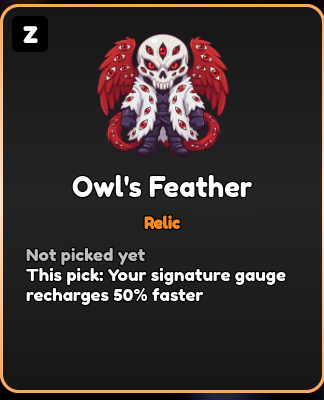 Z
Owl's Feather
Relic
Not picked yet
This pick: Your signature gauge
recharges 50% faster